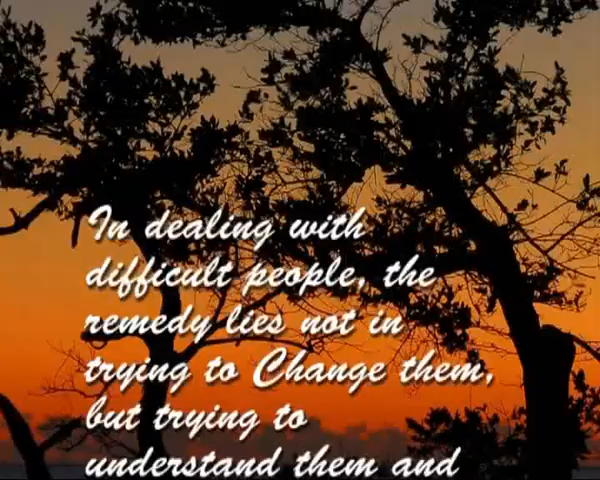 In dealing with
difficult people, the
remedy lies not in
trying to Change them,
but trying to
understand them and